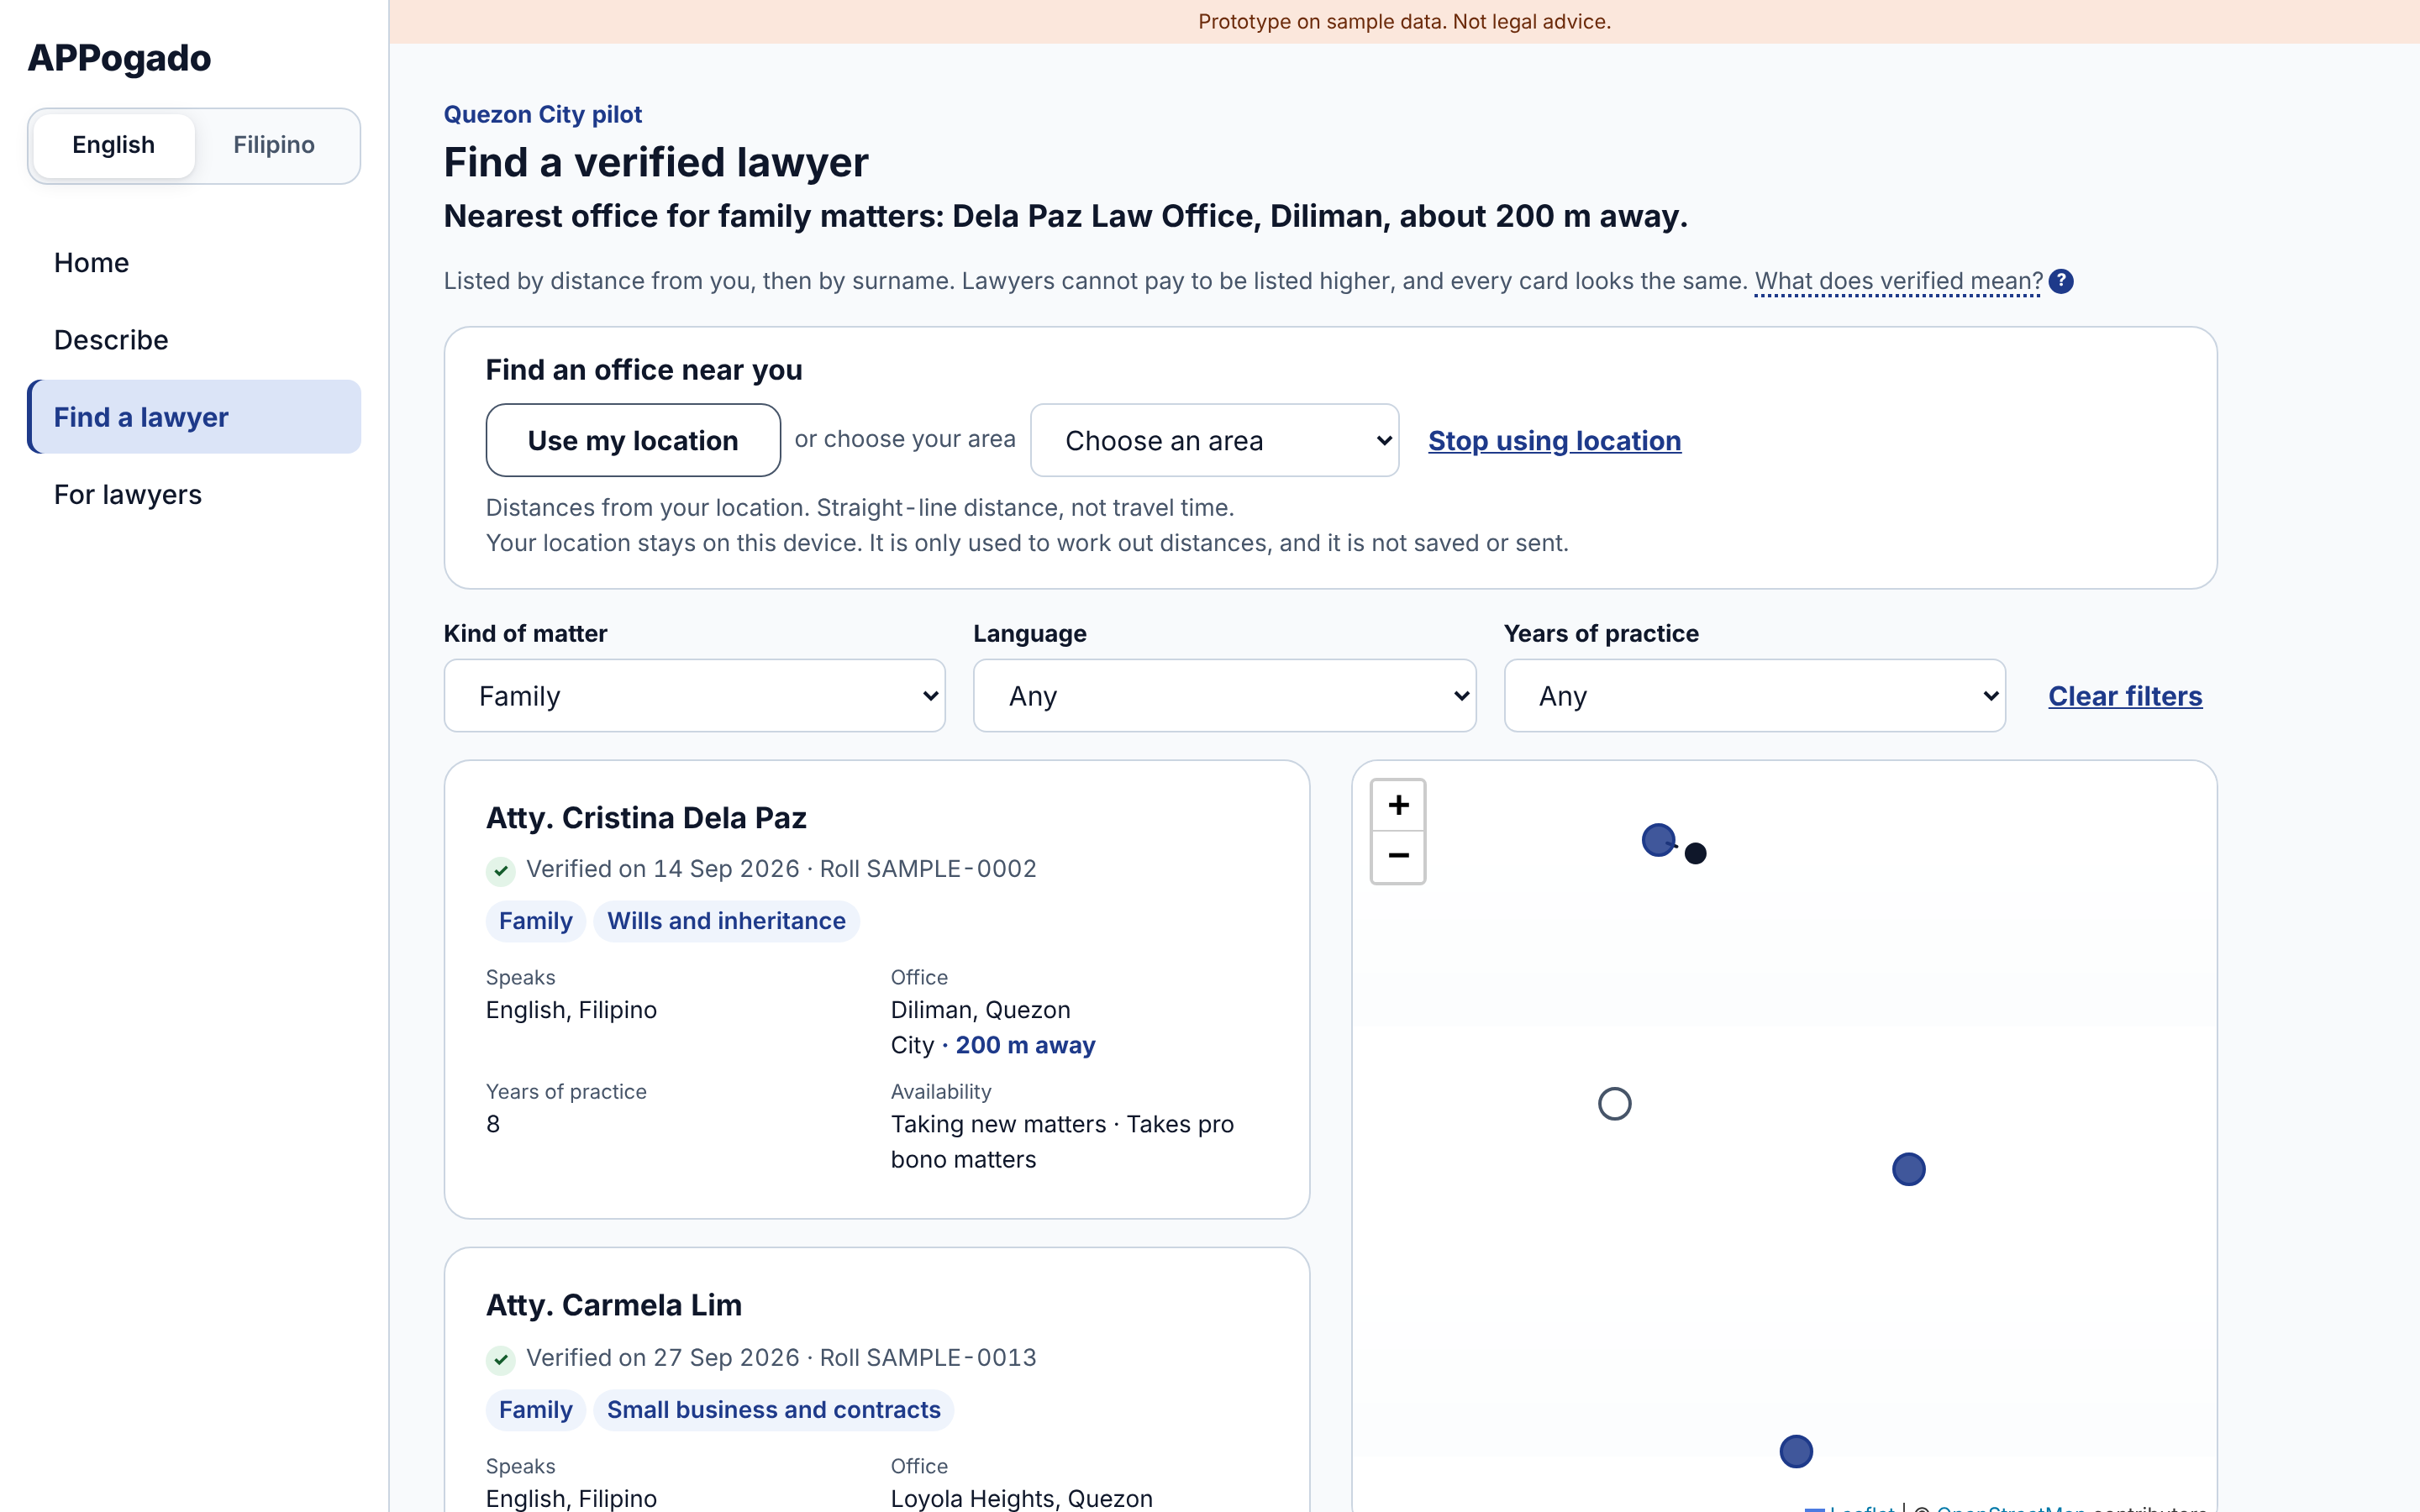 Prototype on sample data. Not legal advice.
APPogado
English
Filipino
Home
Describe
Find a lawyer
For lawyers
Quezon City pilot
Find a verified lawyer
Nearest office for family matters: Dela Paz Law Office, Diliman, about 200 m away.
Listed by distance from you, then by surname. Lawyers cannot pay to be listed higher, and every card looks the same. What does verified mean? ?
Find an office near you
Use my location
or choose your area
Choose an area
Stop using location
Distances from your location. Straight-line distance, not travel time.
Your location stays on this device. It is only used to work out distances, and it is not saved or sent.
Kind of matter
Family
Language
Any
Years of practice
Any
Clear filters
Atty. Cristina Dela Paz
Verified on 14 Sep 2026 · Roll SAMPLE-0002
Family
Wills and inheritance
Speaks
English, Filipino
Office
Diliman, Quezon
City · 200 m away
Years of practice
8
Availability
Taking new matters · Takes pro
bono matters
Atty. Carmela Lim
Verified on 27 Sep 2026 · Roll SAMPLE-0013
Family
Small business and contracts
Speaks
English, Filipino
Office
Loyola Heights, Quezon
+
−
Leaflet | © OpenStreetMap contributors